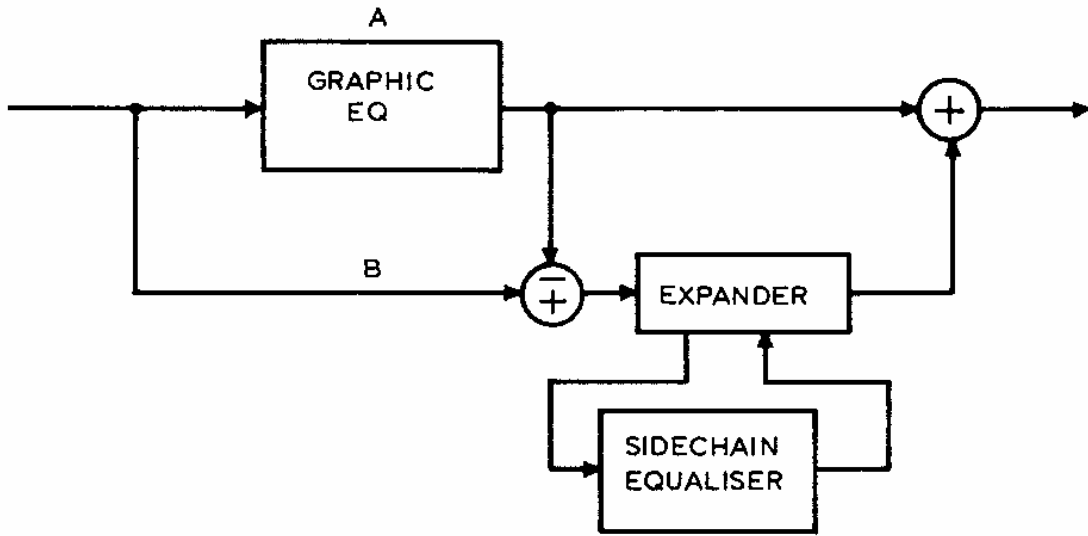 A
GRAPHIC
EQ
+
B
−
+
EXPANDER
SIDECHAIN
EQUALISER